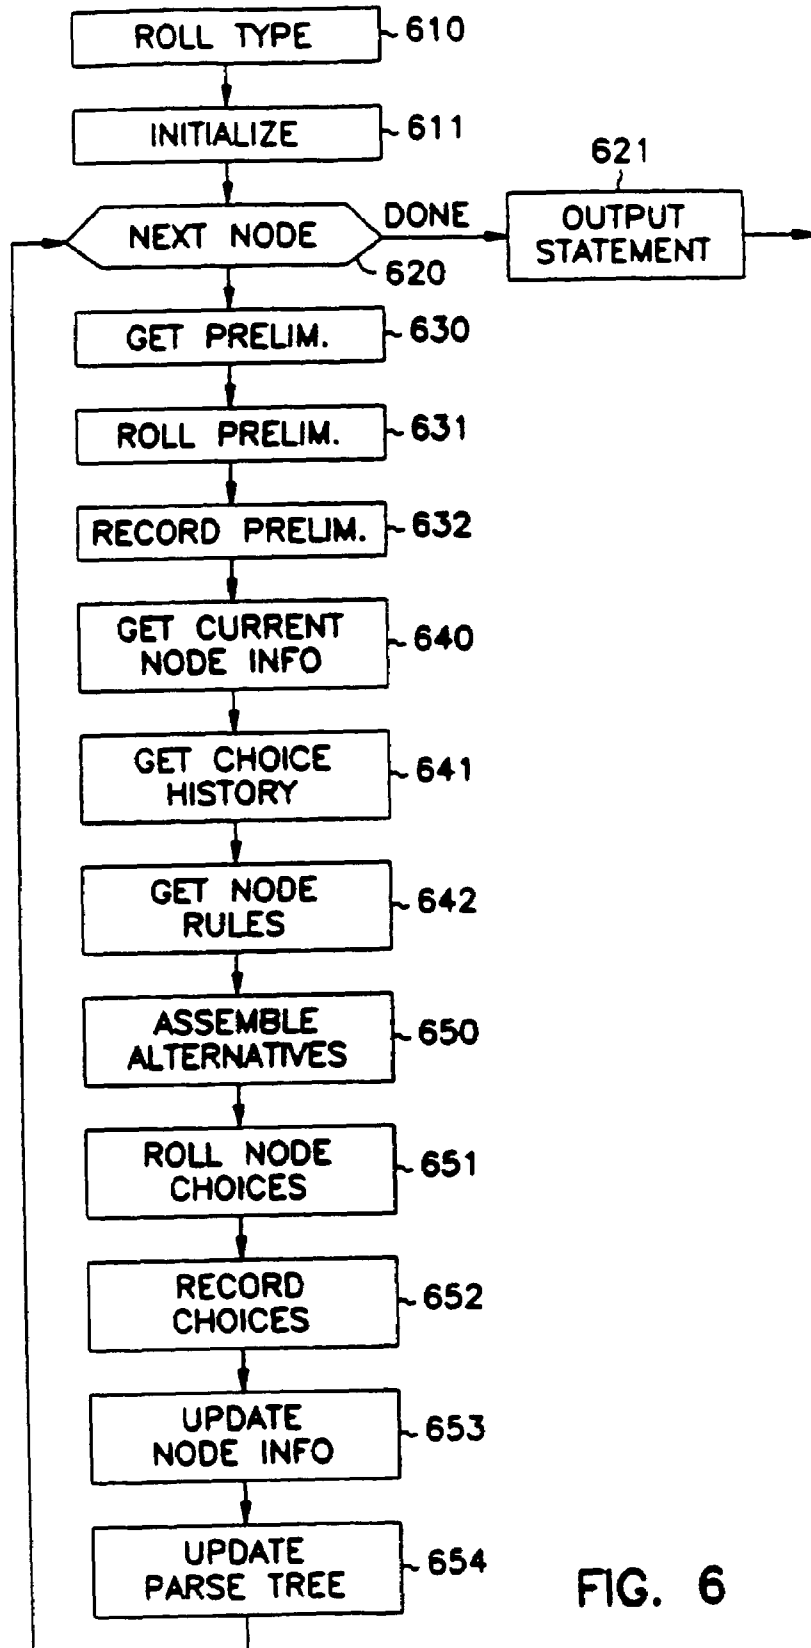 ROLL TYPE
610
INITIALIZE
611
NEXT NODE
620
DONE
621
OUTPUT
STATEMENT
GET PRELIM.
630
ROLL PRELIM.
631
RECORD PRELIM.
632
GET CURRENT
NODE INFO
640
GET CHOICE
HISTORY
641
GET NODE
RULES
642
ASSEMBLE
ALTERNATIVES
650
ROLL NODE
CHOICES
651
RECORD
CHOICES
652
UPDATE
NODE INFO
653
UPDATE
PARSE TREE
654
FIG. 6